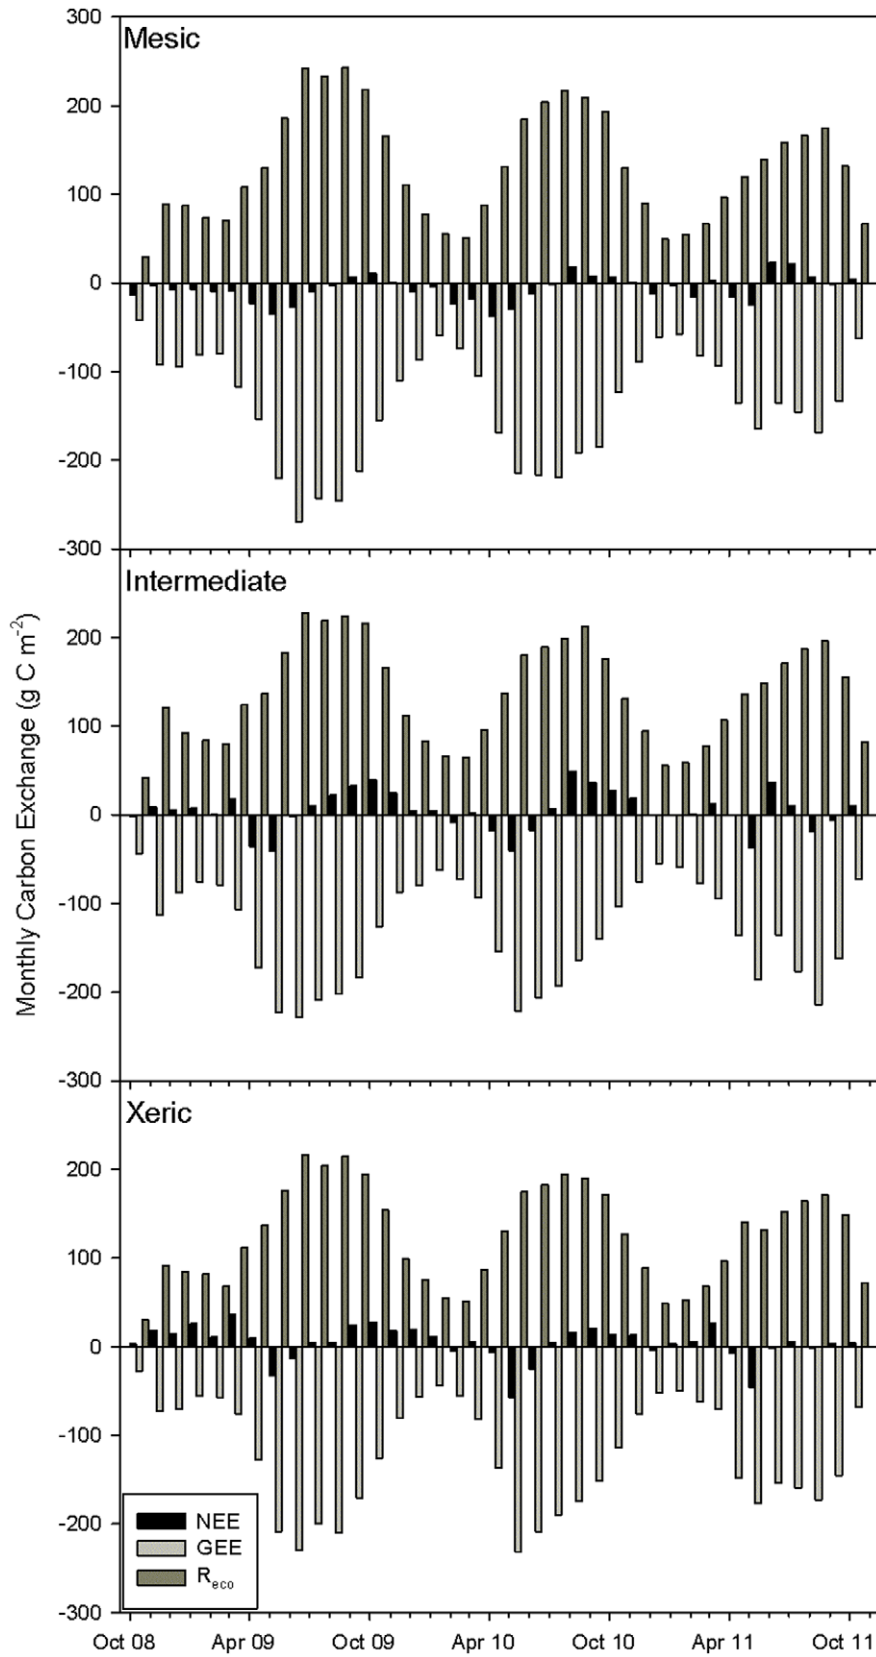 Monthly Carbon Exchange (g C m-2)
300
Mesic
200
100
0
-100
-200
-300
Intermediate
200
100
0
-100
-200
-300
Xeric
200
100
0
-100
-200
-300
NEE
GEE
Reco
Oct 08 Apr 09 Oct 09 Apr 10 Oct 10 Apr 11 Oct 11